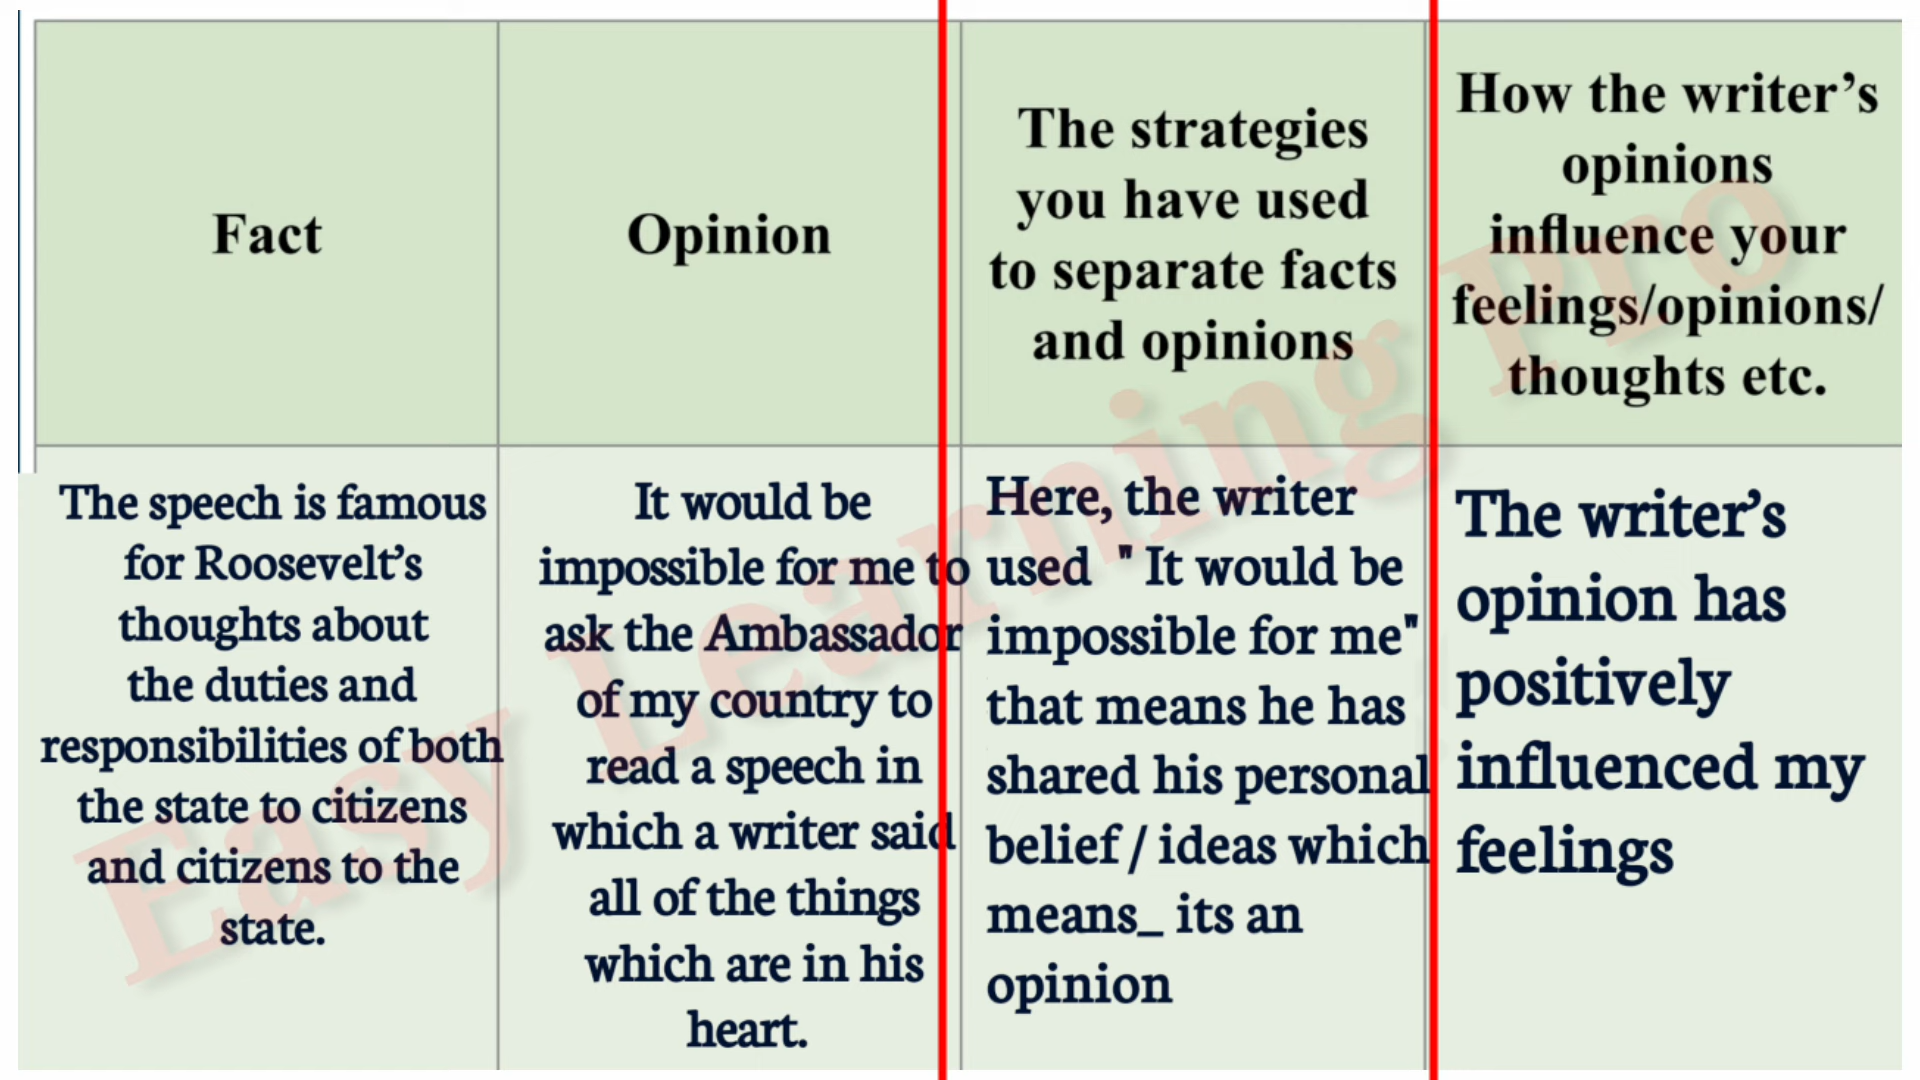 Fact
Opinion
The strategies
you have used
to separate facts
and opinions
How the writer’s
opinions
influence your
feelings/opinions/
thoughts etc.
The speech is famous
for Roosevelt’s
thoughts about
the duties and
responsibilities of both
the state to citizens
and citizens to the
state.
It would be
impossible for me to
ask the Ambassador
of my country to
read a speech in
which a writer said
all of the things
which are in his
heart.
Here, the writer
used " It would be
impossible for me"
that means he has
shared his personal
belief / ideas which
means_ its an
opinion
The writer’s
opinion has
positively
influenced my
feelings
Easy Learning Pro